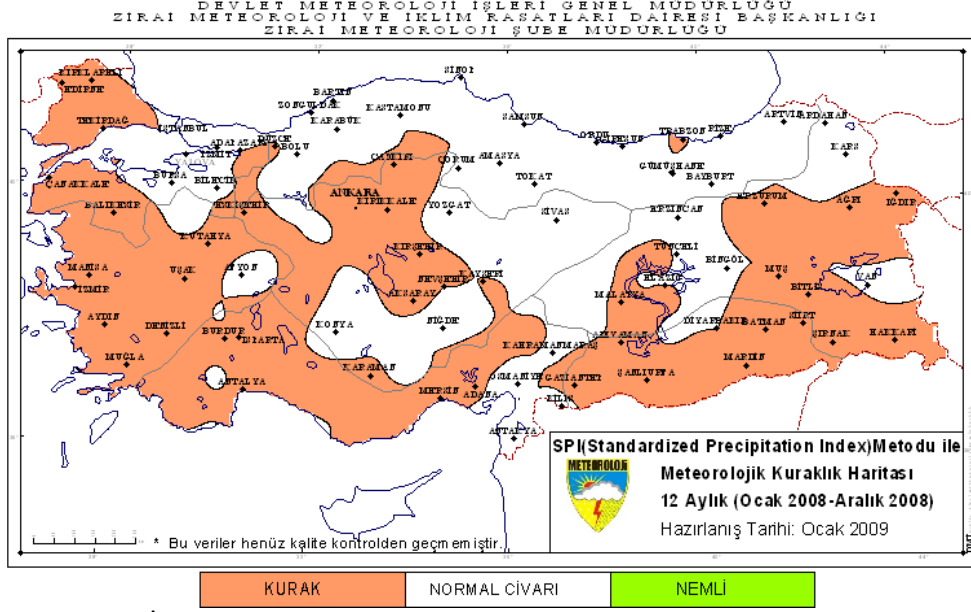 DEVLET METEOROLOJİ İŞLERİ GENEL MÜDÜRLÜĞÜ
ZİRAİ METEOROLOJİ VE İKLİM RASATLARI DAİRESİ BAŞKANLIĞI
ZİRAİ METEOROLOJİ ŞUBE MÜDÜRLÜĞÜ
SİNOP
KIRKLARELİ
EDİRNE
BARTIN
ZONGULDAK
KASTAMONU
KARABÜK
SAMSUN
TEKİRDAĞ
İSTANBUL
ORDU
GİRESUN
TRABZON
RİZE
ARTVİN
ARDAHAN
ADAPAZARI
DÜZCE
İZMİT
BOLU
YALOVA
ÇANKIRI
ÇORUM
AMASYA
KARS
GÜMÜŞHANE
BAYBURT
ÇANAKKALE
BURSA
BİLECİK
TOKAT
ANKARA
KIRIKKALE
YOZGAT
BALIKESİR
ESKİŞEHİR
SİVAS
ERZİNCAN
ERZURUM
AĞRI
IĞDIR
KÜTAHYA
KIRŞEHİR
TUNCELİ
BİNGÖL
MANİSA
UŞAK
AFYON
NEVŞEHİR
KAYSERİ
ELAZIĞ
MUŞ
VAN
İZMİR
AKSARAY
MALATYA
BİTLİS
AYDIN
DENİZLİ
BURDUR
ISPARTA
KONYA
NİĞDE
ADIYAMAN
DİYARBAKIR
BATMAN
SİİRT
ŞIRNAK
HAKKARİ
KAHRAMANMARAŞ
MUĞLA
KARAMAN
MARDİN
ANTALYA
MERSİN
ADANA
OSMANİYE
GAZİANTEP
ŞANLIURFA
KİLİS
ANTAKYA
SPI(Standardized Precipitation Index)Metodu ile
METEOROLOJİ
Meteorolojik Kuraklık Haritası
12 Aylık (Ocak 2008-Aralık 2008)
Hazırlanış Tarihi: Ocak 2009
* Bu veriler henüz kalite kontrolden geçmemiştir.
KURAK
NORMAL CİVARI
NEMLİ